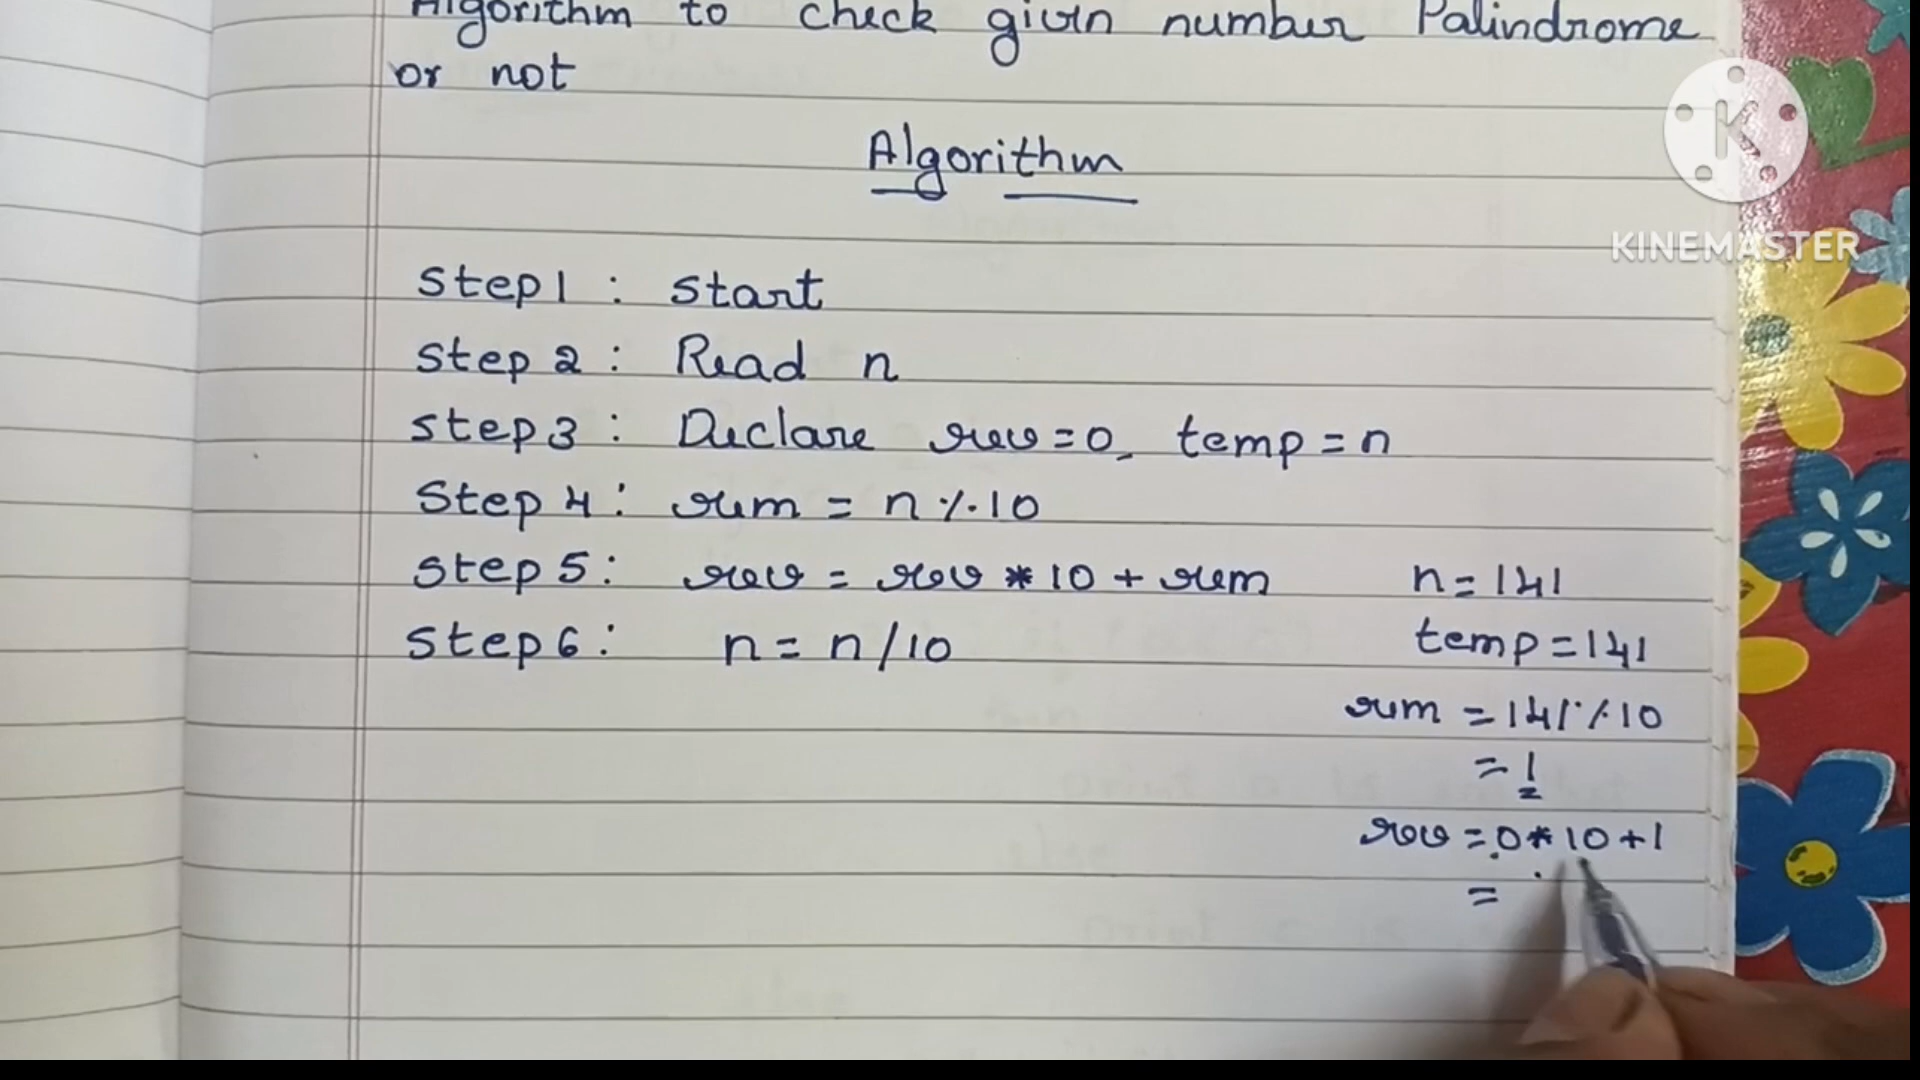 Algorithm to check given number Palindrome
or not
Algorithm
Step1 : Start
Step 2 : Read n
Step3 : Declare rev=0, temp=n
Step 4 : rem = n%10
Step 5 : rev = rev * 10 + rem
Step6 : n = n/10
n=141
temp=141
rem =141%10
=1
rev =0*10+1
=
K
KINEMASTER